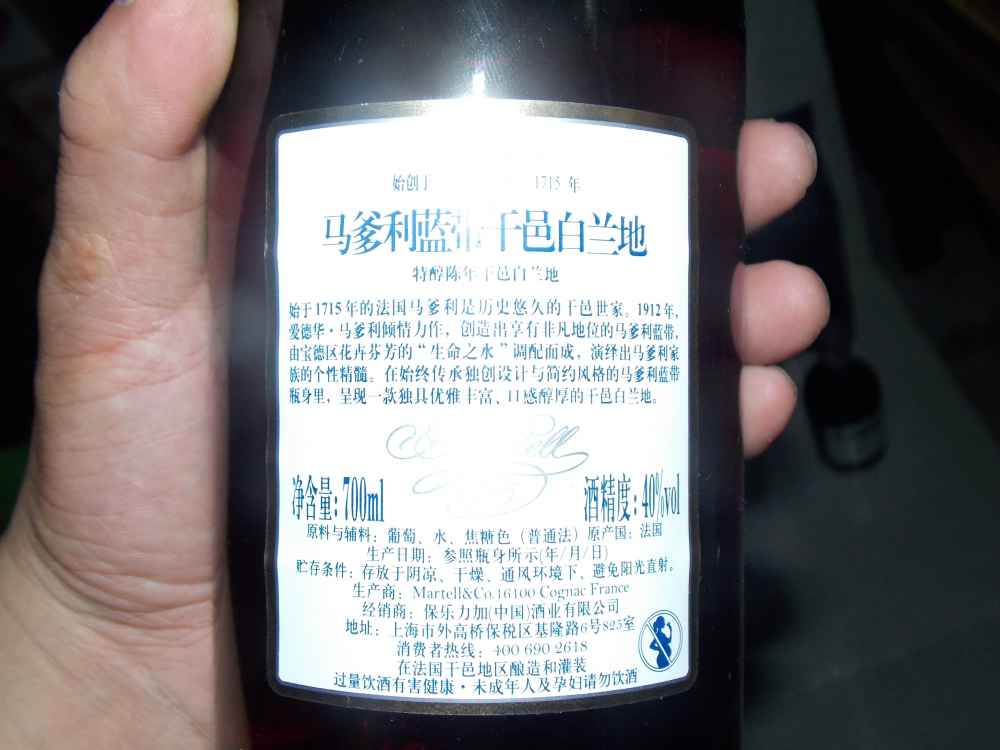 始创于 1715 年
马爹利蓝带干邑白兰地
特醇陈年干邑白兰地
始于1715年的法国马爹利是历史悠久的干邑世家。1912年,
爱德华·马爹利倾情力作，创造出享有非凡地位的马爹利蓝带,
由宝德区花卉芬芳的“生命之水”调配而成，演绎出马爹利家
族的个性精髓。在始终传承独创设计与简约风格的马爹利蓝带
瓶身里，呈现一款独具优雅丰富、口感醇厚的干邑白兰地。
净含量: 700ml 酒精度: 40%vol
原料与辅料：葡萄、水、焦糖色（普通法）原产国：法国
生产日期：参照瓶身所示(年/月/日)
贮存条件：存放于阴凉、干燥、通风环境下、避免阳光直射。
生产商：Martell&Co.16100 Cognac France
经销商：保乐力加(中国)酒业有限公司
地址：上海市外高桥保税区基隆路6号825室
消费者热线：400 690 2618
在法国干邑地区酿造和灌装
过量饮酒有害健康·未成年人及孕妇请勿饮酒